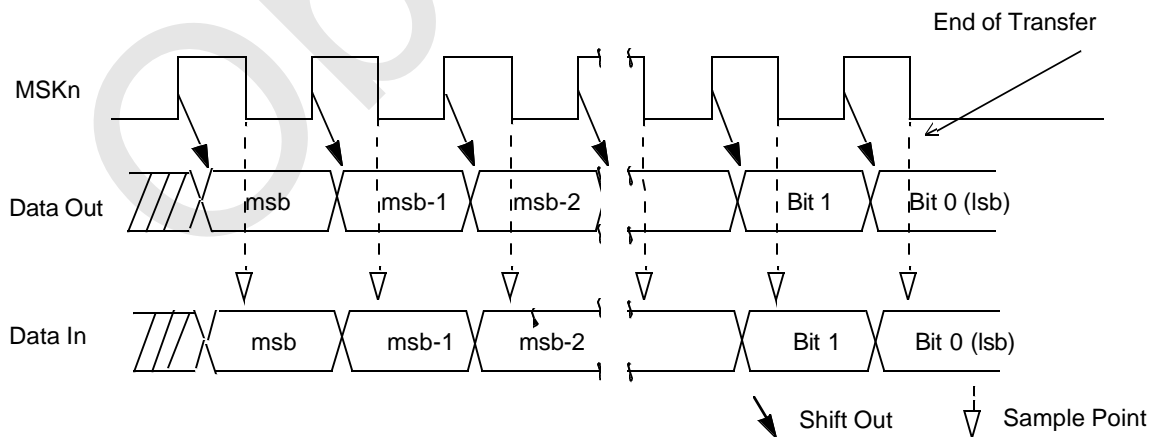 End of Transfer
MSKn
Data Out
msb
msb-1
msb-2
Bit 1
Bit 0 (lsb)
Data In
msb
msb-1
msb-2
Bit 1
Bit 0 (lsb)
Shift Out
Sample Point